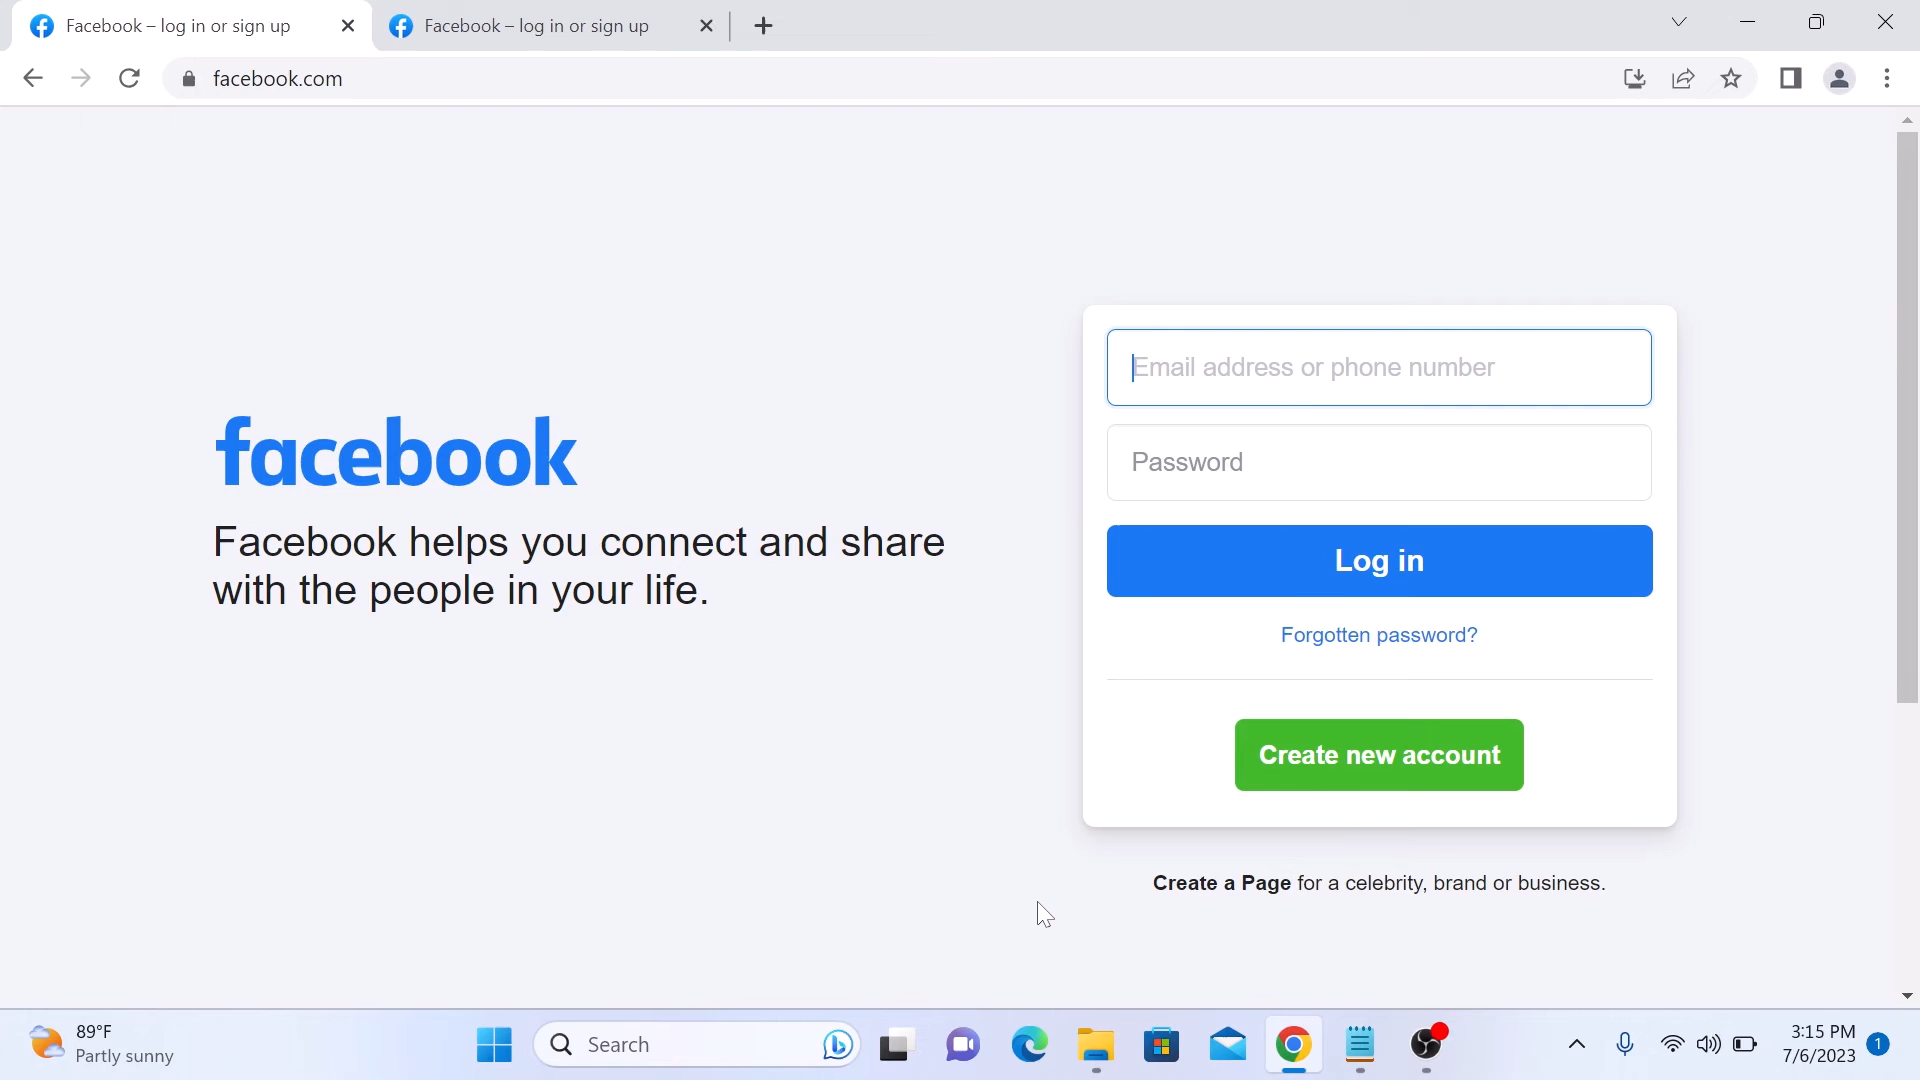 Facebook – log in or sign up
Facebook – log in or sign up
facebook.com
facebook
Facebook helps you connect and share
with the people in your life.
Email address or phone number
Password
Log in
Forgotten password?
Create new account
Create a Page for a celebrity, brand or business.
89°F
Partly sunny
Search
3:15 PM
7/6/2023
1